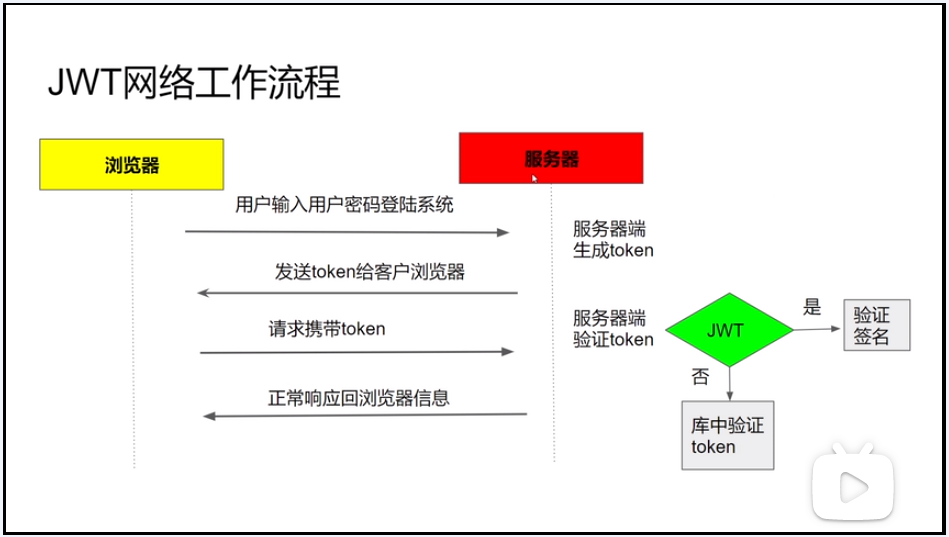 JWT网络工作流程
浏览器
服务器
用户输入用户密码登陆系统
服务器端
生成token
发送token给客户浏览器
请求携带token
服务器端
验证token
JWT
是
验证
签名
否
正常响应回浏览器信息
库中验证
token